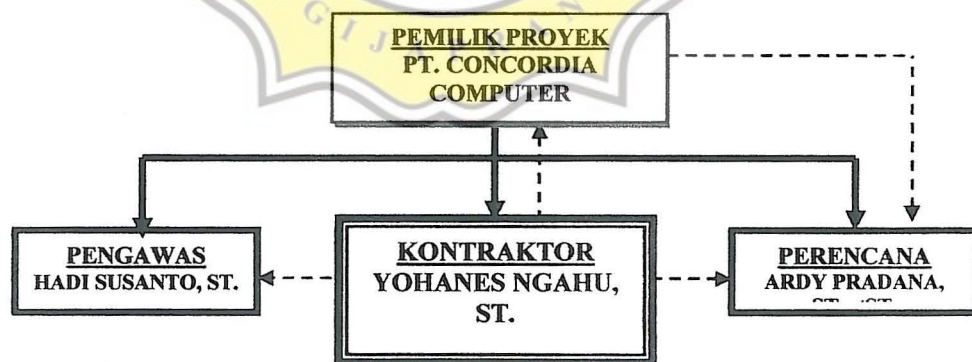 PEMILIK PROYEK
PT. CONCORDIA
COMPUTER
PENGAWAS
HADI SUSANTO, ST.
KONTRAKTOR
YOHANES NGAHU,
ST.
PERENCANA
ARDY PRADANA,